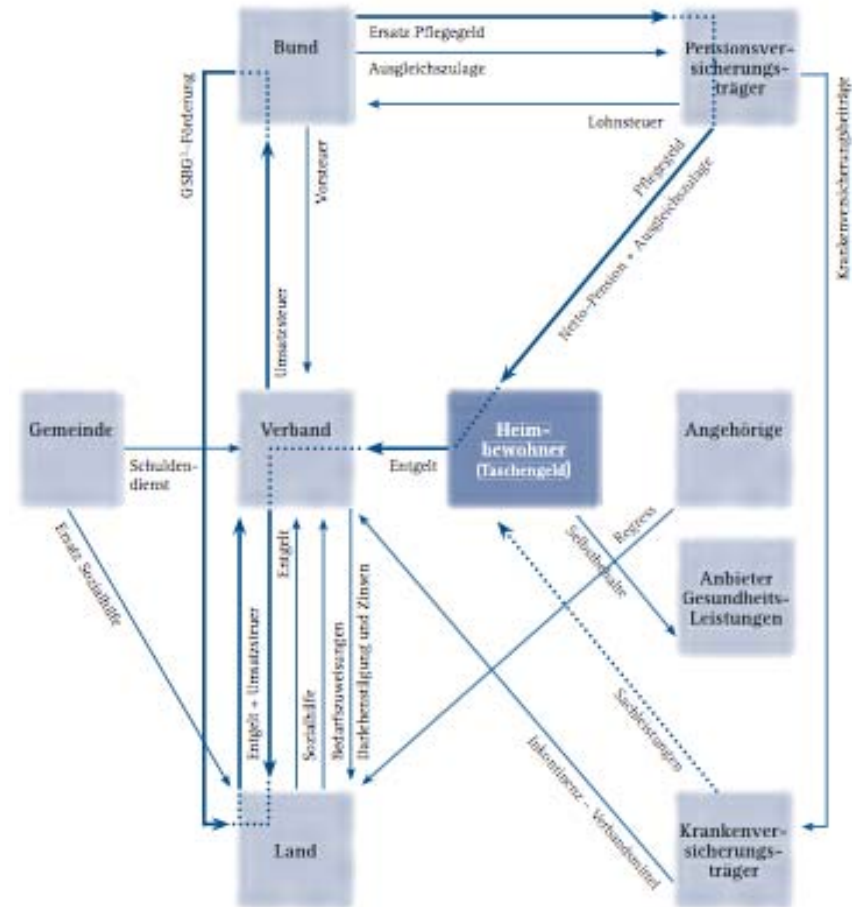 Bund
Ersatz Pflegegeld
Ausgleichszulage
Lohnsteuer
Pensionsver-
sicherungs-
träger
GSBG1-Förderung
Vorsteuer
Umsatzsteuer
Pflegegeld
Netto-Pension + Ausgleichszulage
Krankenversicherungsbeiträge
Gemeinde
Schulden-
dienst
Verband
Entgelt
Heim-
bewohner
(Taschengeld)
Angehörige
Ersatz Sozialhilfe
Entgelt + Umsatzsteuer
Entgelt
Sozialhilfe
Bedarfszuweisungen
Darlehenstilgung und Zinsen
Selbstbehalte
Regress
Anbieter
Gesundheits-
Leistungen
Sachleistungen
Inkontinenz - Verbandsmittel
Land
Krankenver-
sicherungs-
träger